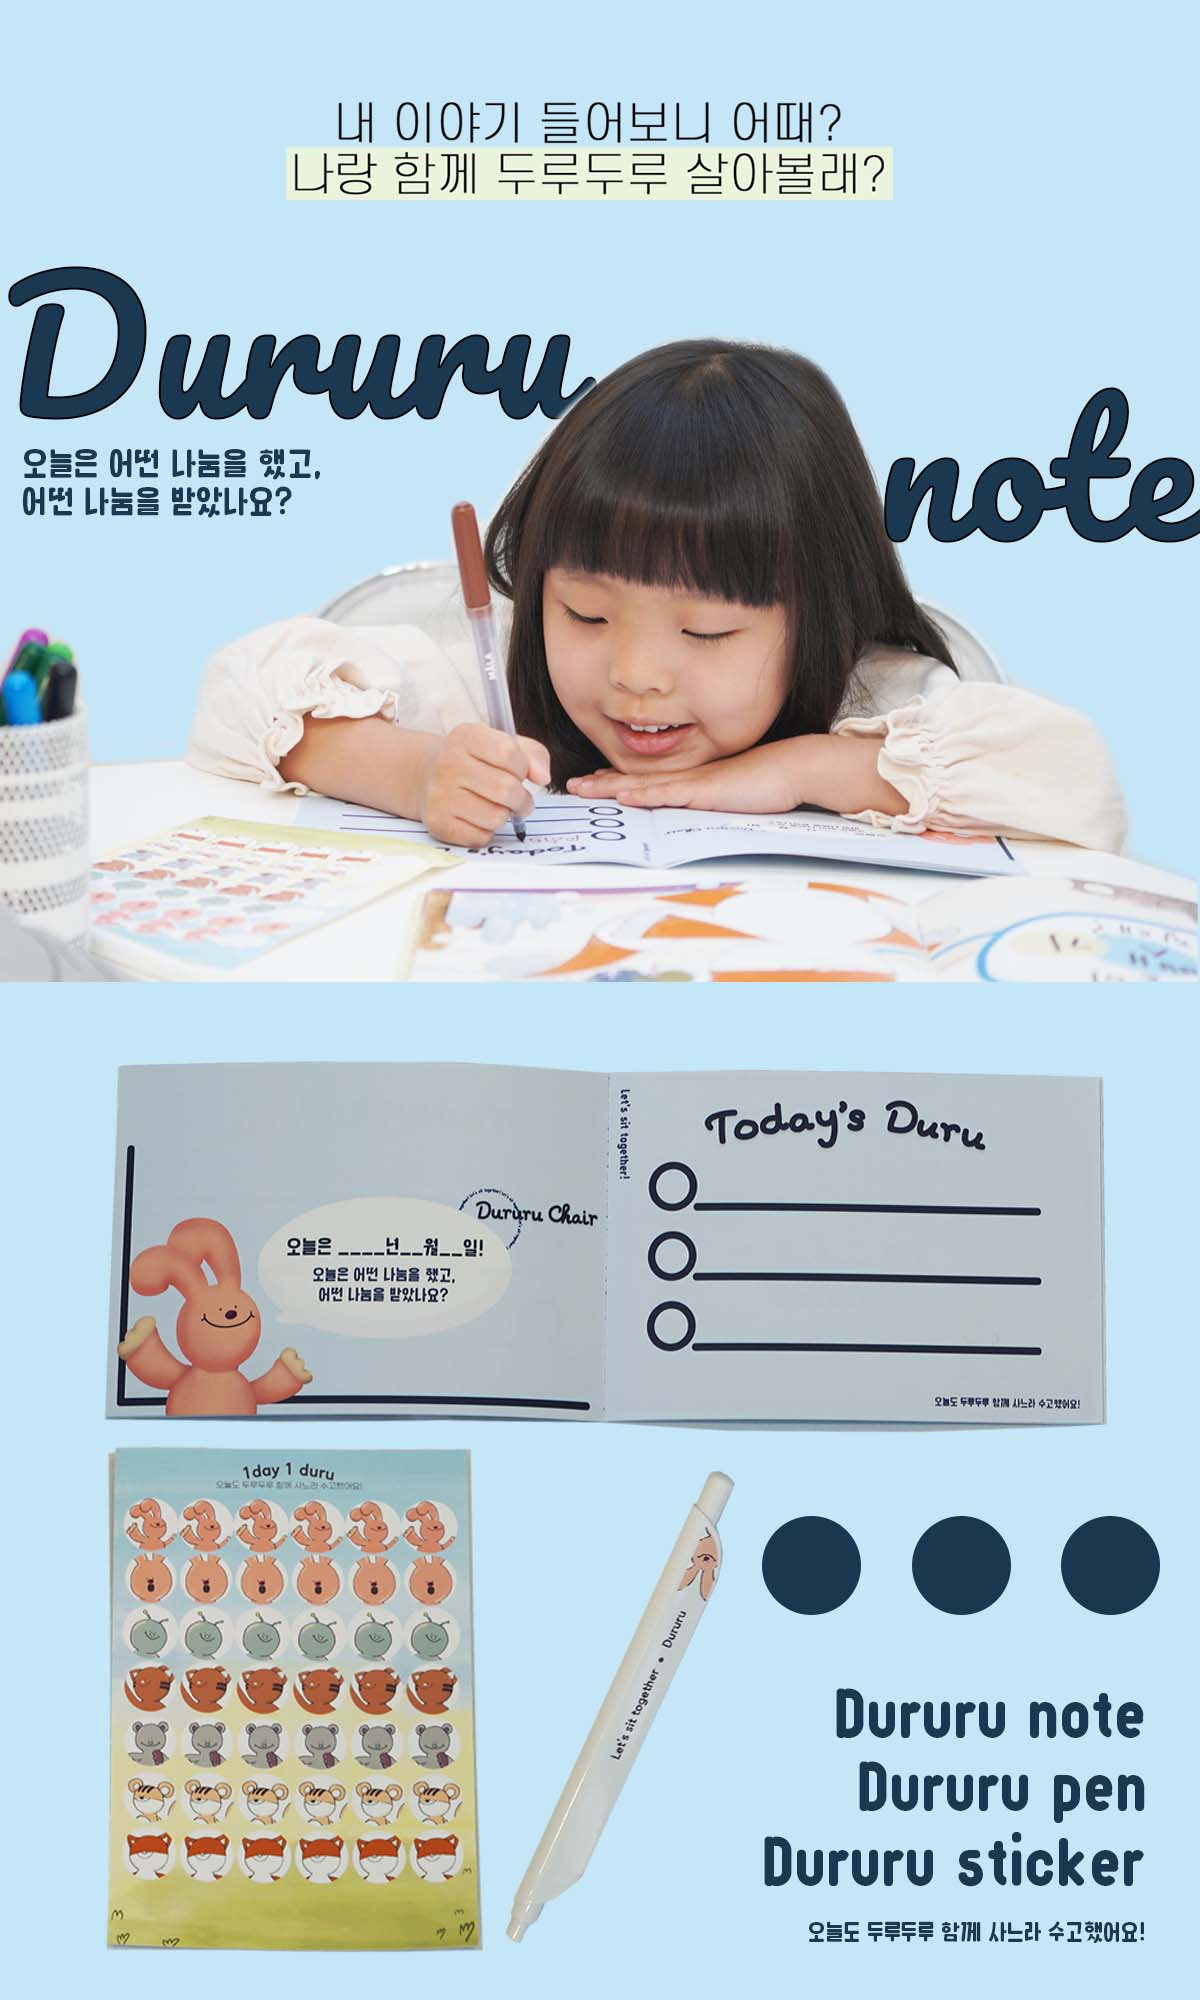 내 이야기 들어보니 어때?
나랑 함께 두루두루 살아볼래?
Dururu
note
오늘은 어떤 나눔을 했고,
어떤 나눔을 받았나요?
Today's
Let's sit together!
Today's Duru
Dururu Chair
오늘은 ____년__월__일!
오늘은 어떤 나눔을 했고,
어떤 나눔을 받았나요?
오늘도 두루두루 함께 사느라 수고했어요!
1day 1 duru
오늘도 두루두루 함께 사느라 수고했어요!
Let's sit together • Dururu
Dururu note
Dururu pen
Dururu sticker
오늘도 두루두루 함께 사느라 수고했어요!